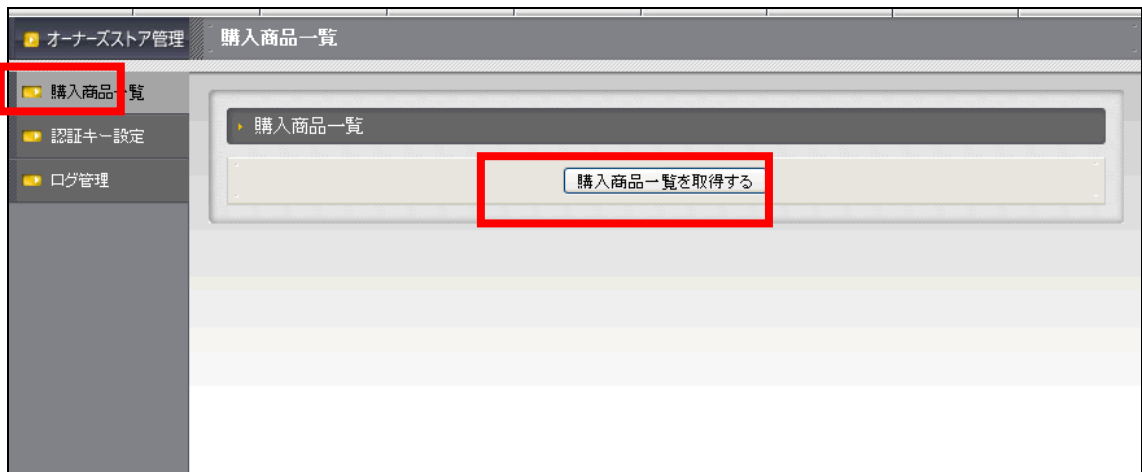 オーナーズストア管理
購入商品一覧
購入商品一覧
認証キー設定
ログ管理
購入商品一覧
購入商品一覧を取得する